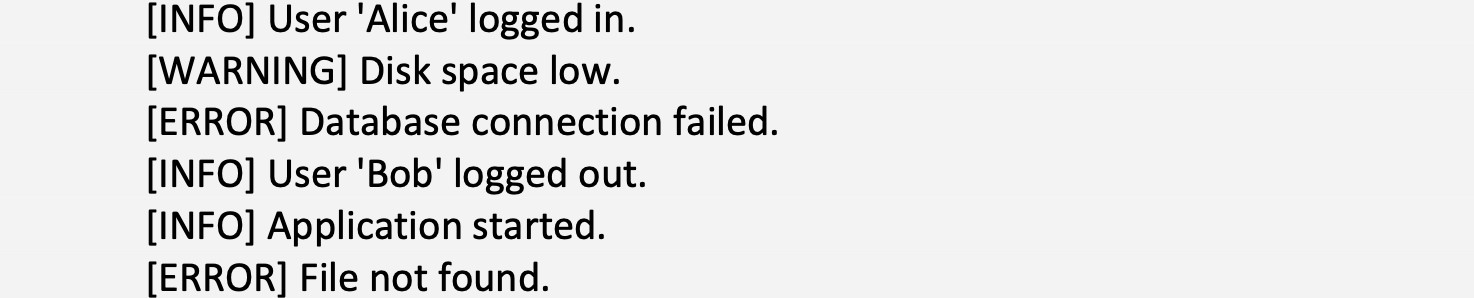 [INFO] User 'Alice' logged in.
[WARNING] Disk space low.
[ERROR] Database connection failed.
[INFO] User 'Bob' logged out.
[INFO] Application started.
[ERROR] File not found.